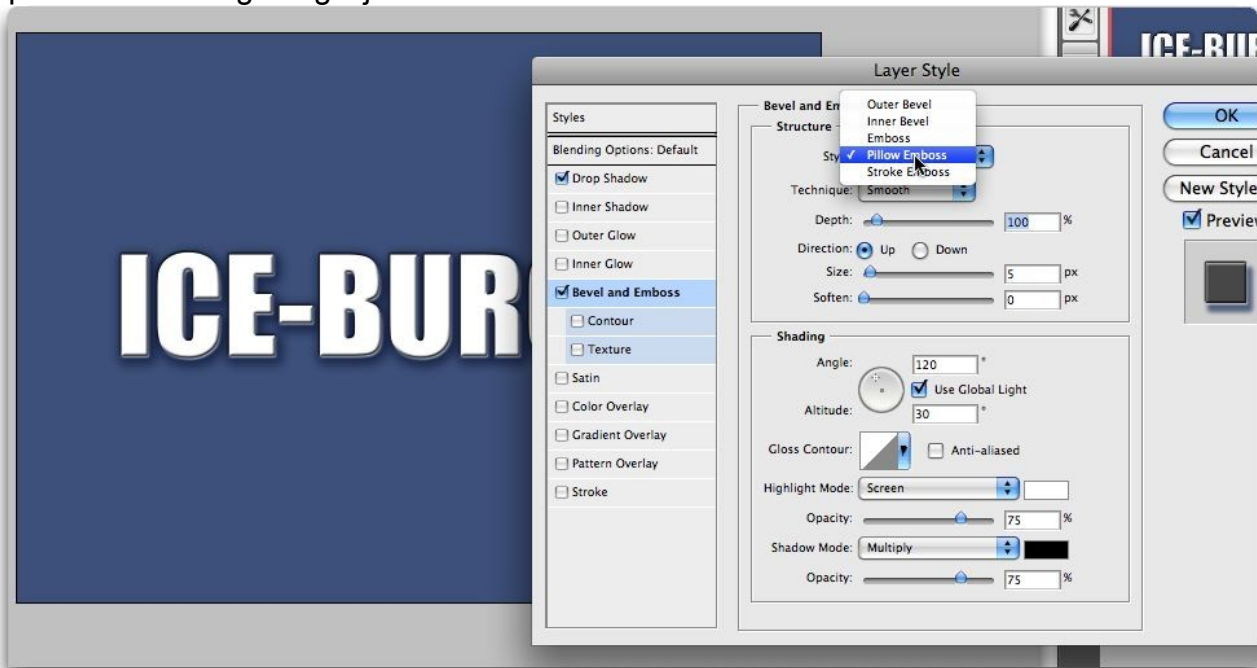 ICE-BUR
Layer Style
Styles
Blending Options: Default
Drop Shadow
Inner Shadow
Outer Glow
Inner Glow
Bevel and Emboss
Contour
Texture
Satin
Color Overlay
Gradient Overlay
Pattern Overlay
Stroke
Bevel and Em
Structure
Sty
Outer Bevel
Inner Bevel
Emboss
✓ Pillow Emboss
Stroke Emboss
Technique: Smooth
Depth: 100 %
Direction: Up Down
Size: 5 px
Soften: 0 px
Shading
Angle: 120 °
Use Global Light
Altitude: 30 °
Gloss Contour: Anti-aliased
Highlight Mode: Screen
Opacity: 75 %
Shadow Mode: Multiply
Opacity: 75 %
OK
Cancel
New Style
Preview